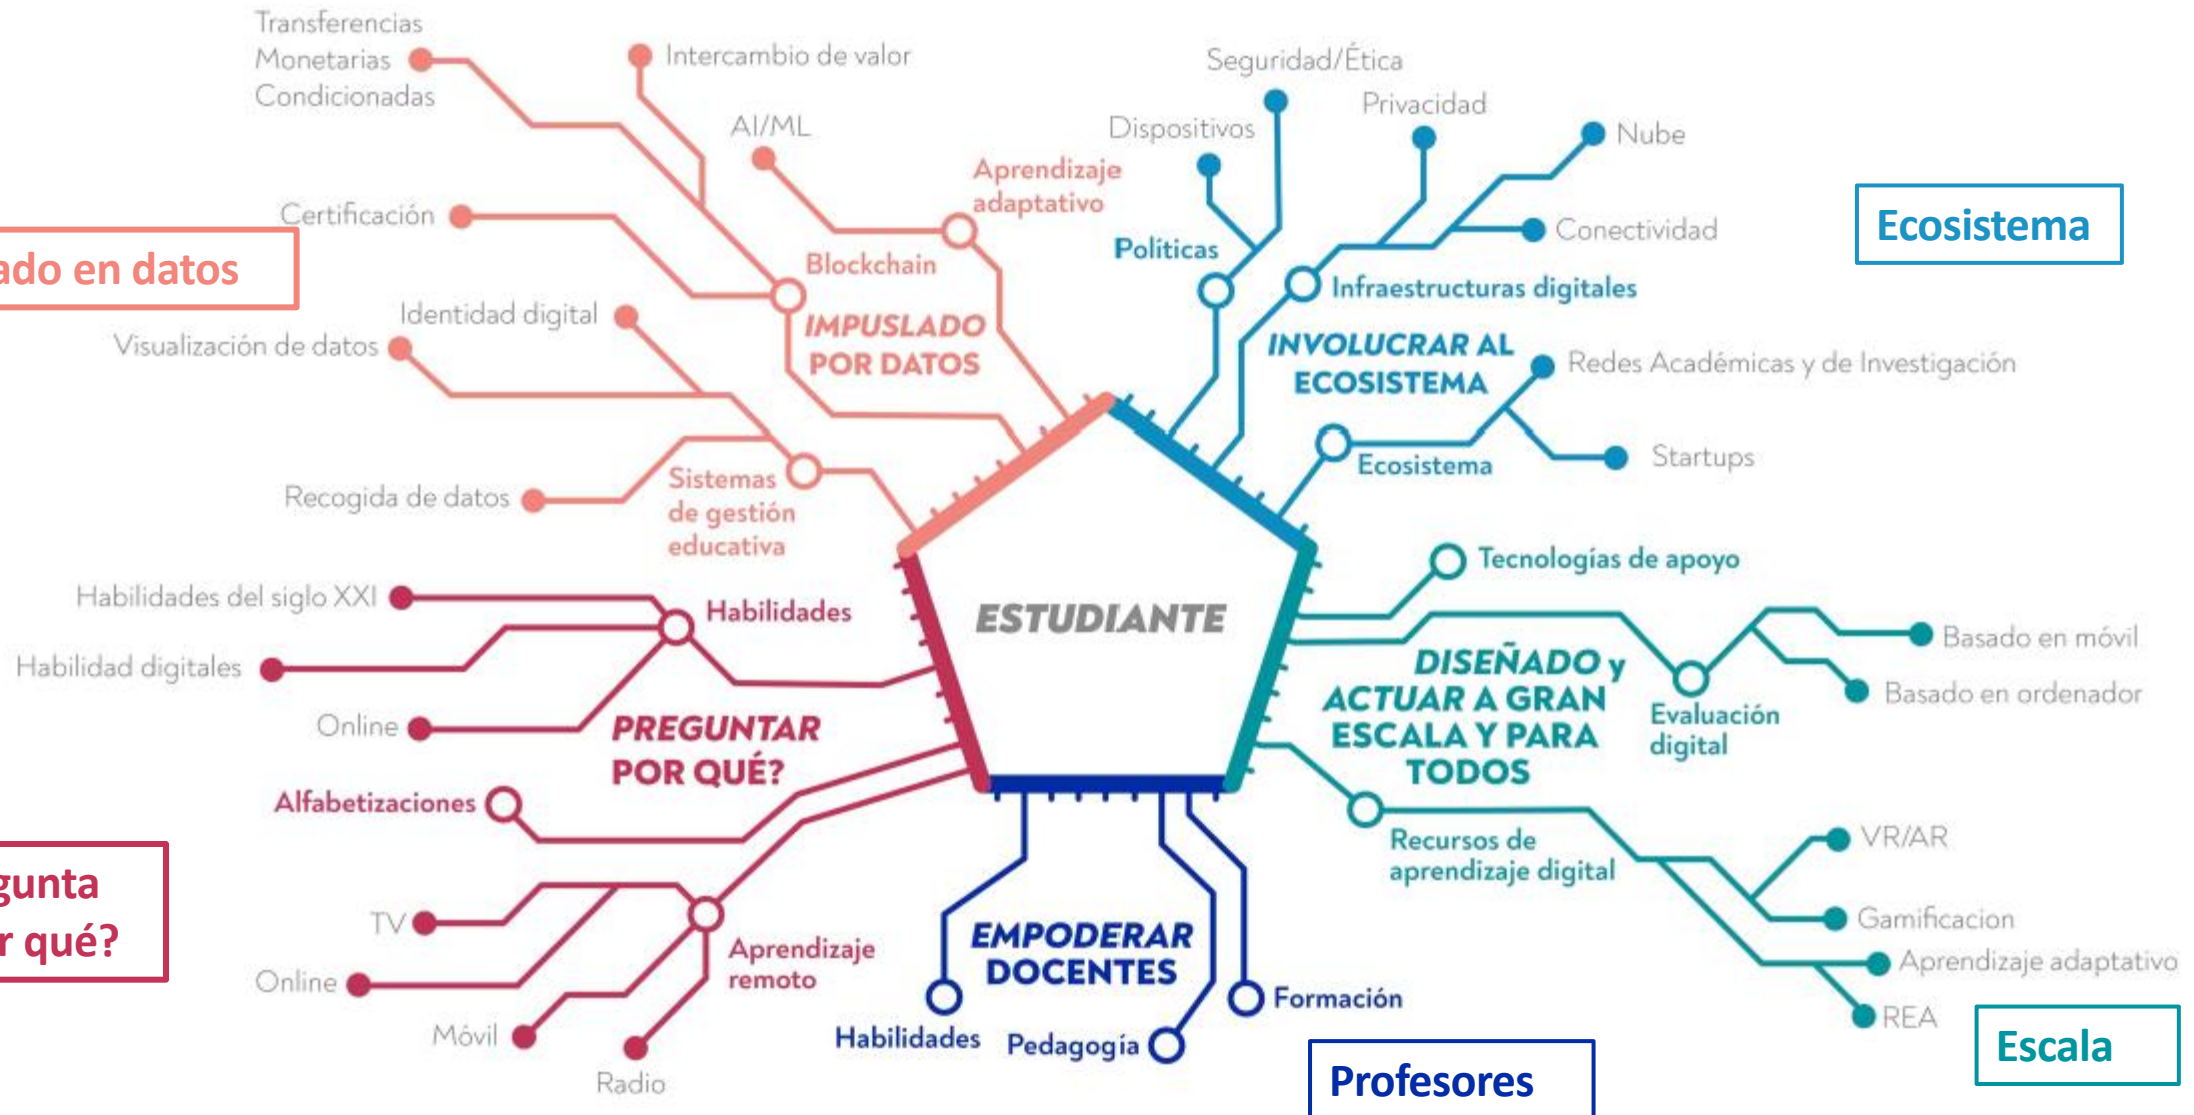 Transferencias
Monetarias
Condicionadas
Intercambio de valor
AI/ML
Aprendizaje
adaptativo
Certificación
Blockchain
ado en datos
IMPUSLADO
POR DATOS
Identidad digital
Visualización de datos
Recogida de datos
Sistemas
de gestión
educativa
Seguridad/Ética
Privacidad
Dispositivos
Nube
Conectividad
Políticas
Infraestructuras digitales
Ecosistema
INVOLUCRAR AL
ECOSISTEMA
Redes Académicas y de Investigación
Ecosistema
Startups
ESTUDIANTE
Habilidades del siglo XXI
Habilidades
Habilidad digitales
Online
PREGUNTAR
POR QUÉ?
Alfabetizaciones
gunta
r qué?
TV
Online
Móvil
Radio
Aprendizaje
remoto
Tecnologías de apoyo
Basado en móvil
Basado en ordenador
DISEÑADO y
ACTUAR A GRAN
ESCALA Y PARA
TODOS
Evaluación
digital
Recursos de
aprendizaje digital
VR/AR
Gamificacion
Aprendizaje adaptativo
REA
Escala
EMPODERAR
DOCENTES
Habilidades
Pedagogía
Formación
Profesores